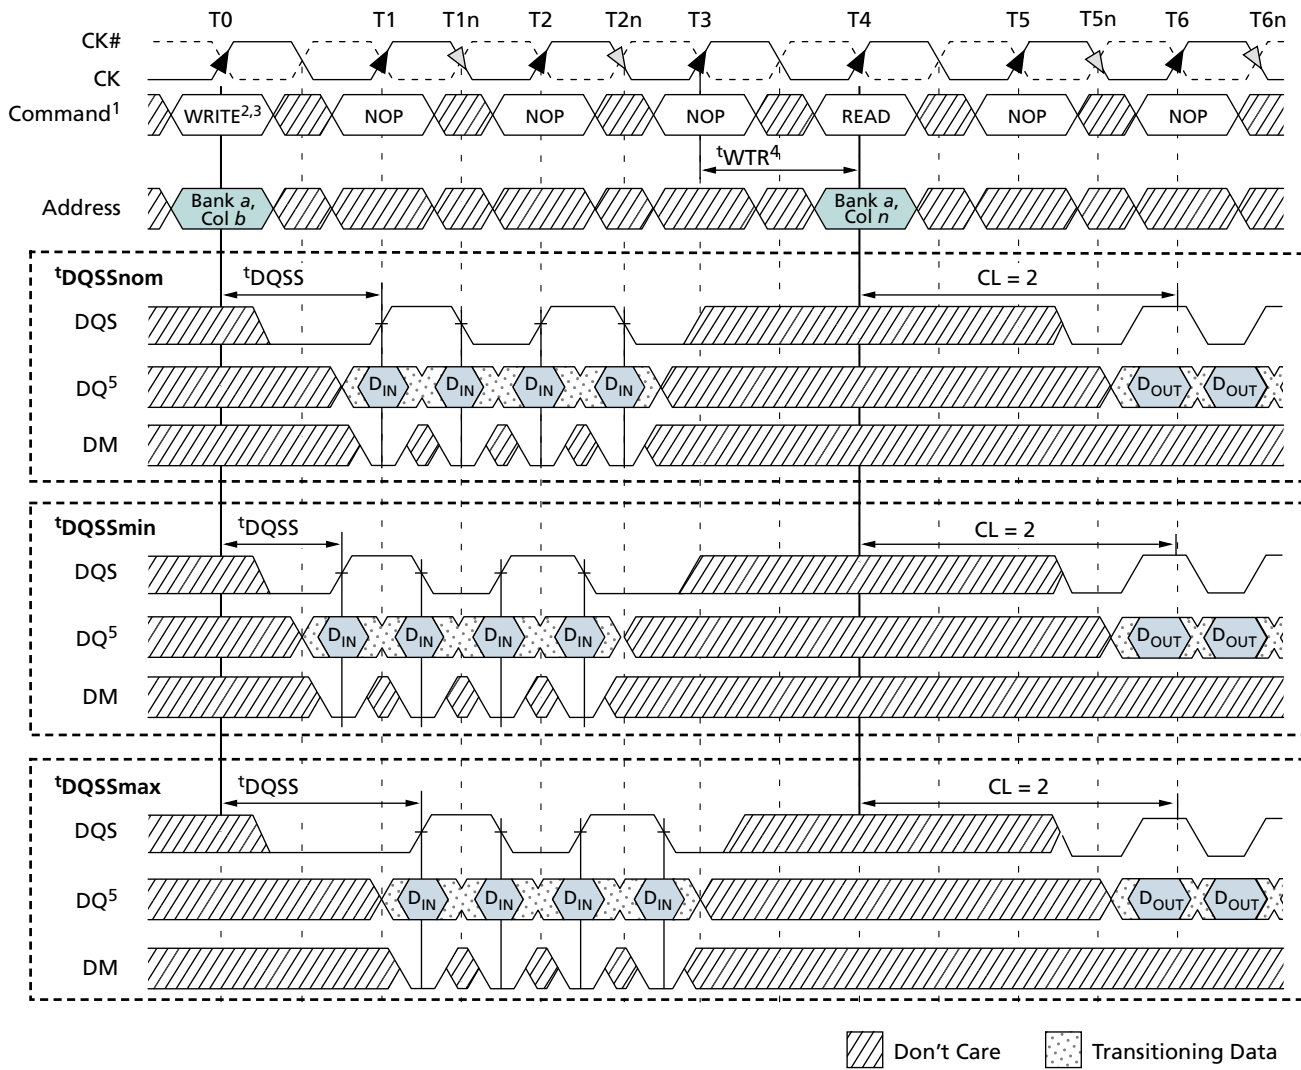 T0 T1 T1n T2 T2n T3 T4 T5 T5n T6 T6n
CK#
CK
Command1 WRITE2,3 NOP NOP NOP READ NOP NOP
tWTR4
Address Bank a, Col b Bank a, Col n
tDQSSnom tDQSS CL = 2
DQS
DQ5 DIN DIN DIN DIN DOUT DOUT
DM
tDQSSmin tDQSS CL = 2
DQS
DQ5 DIN DIN DIN DIN DOUT DOUT
DM
tDQSSmax tDQSS CL = 2
DQS
DQ5 DIN DIN DIN DIN DOUT DOUT
DM
Don't Care Transitioning Data